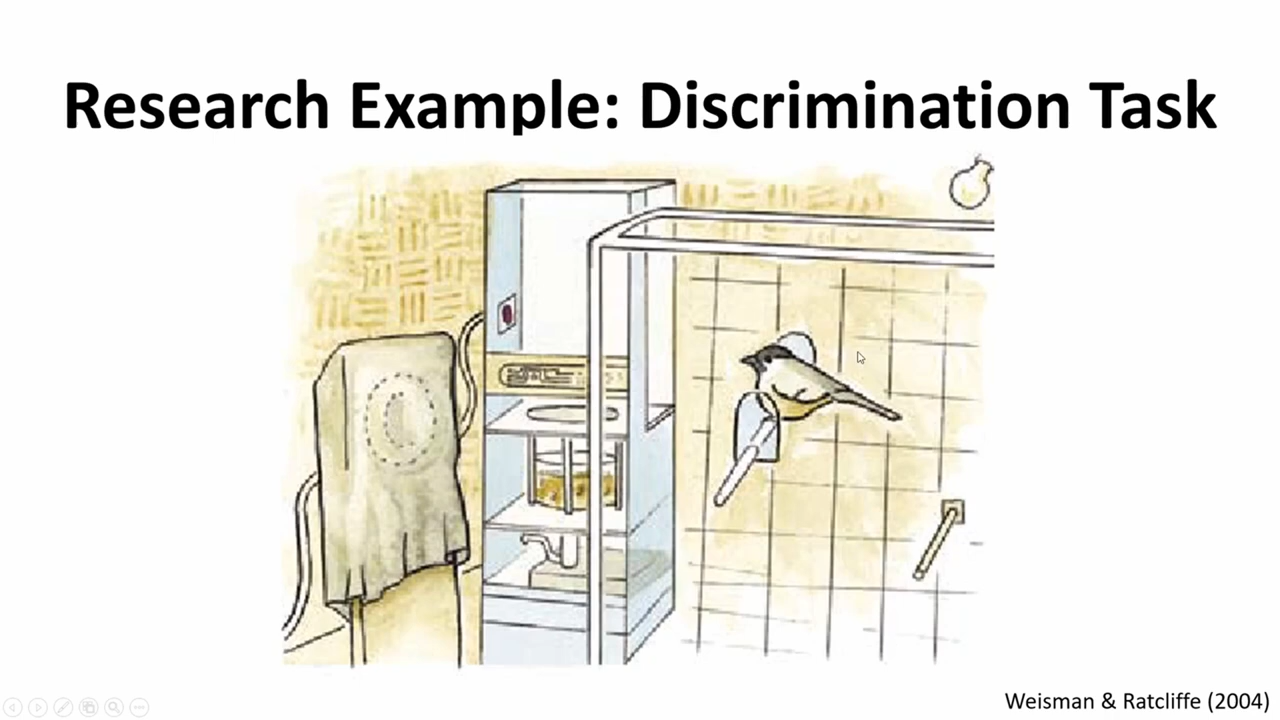 Research Example: Discrimination Task
Weisman & Ratcliffe (2004)